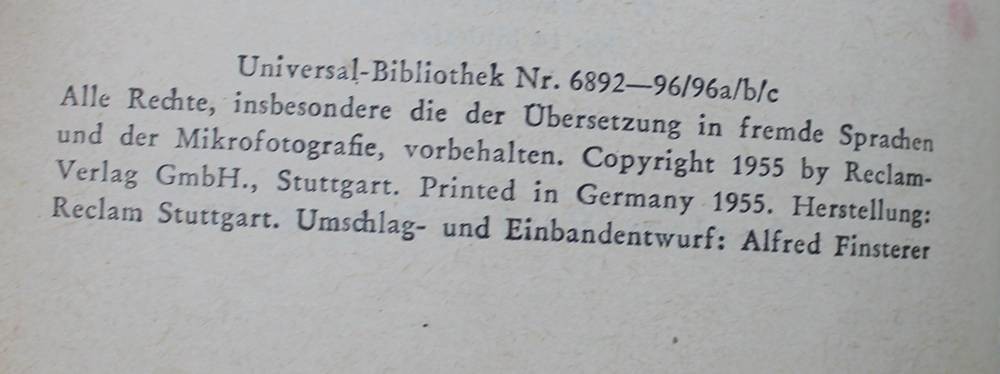 Universal-Bibliothek Nr. 6892—96/96a/b/c
Alle Rechte, insbesondere die der Übersetzung in fremde Sprachen
und der Mikrofotografie, vorbehalten. Copyright 1955 by Reclam-
Verlag GmbH., Stuttgart. Printed in Germany 1955. Herstellung:
Reclam Stuttgart. Umschlag- und Einbandentwurf: Alfred Finsterer